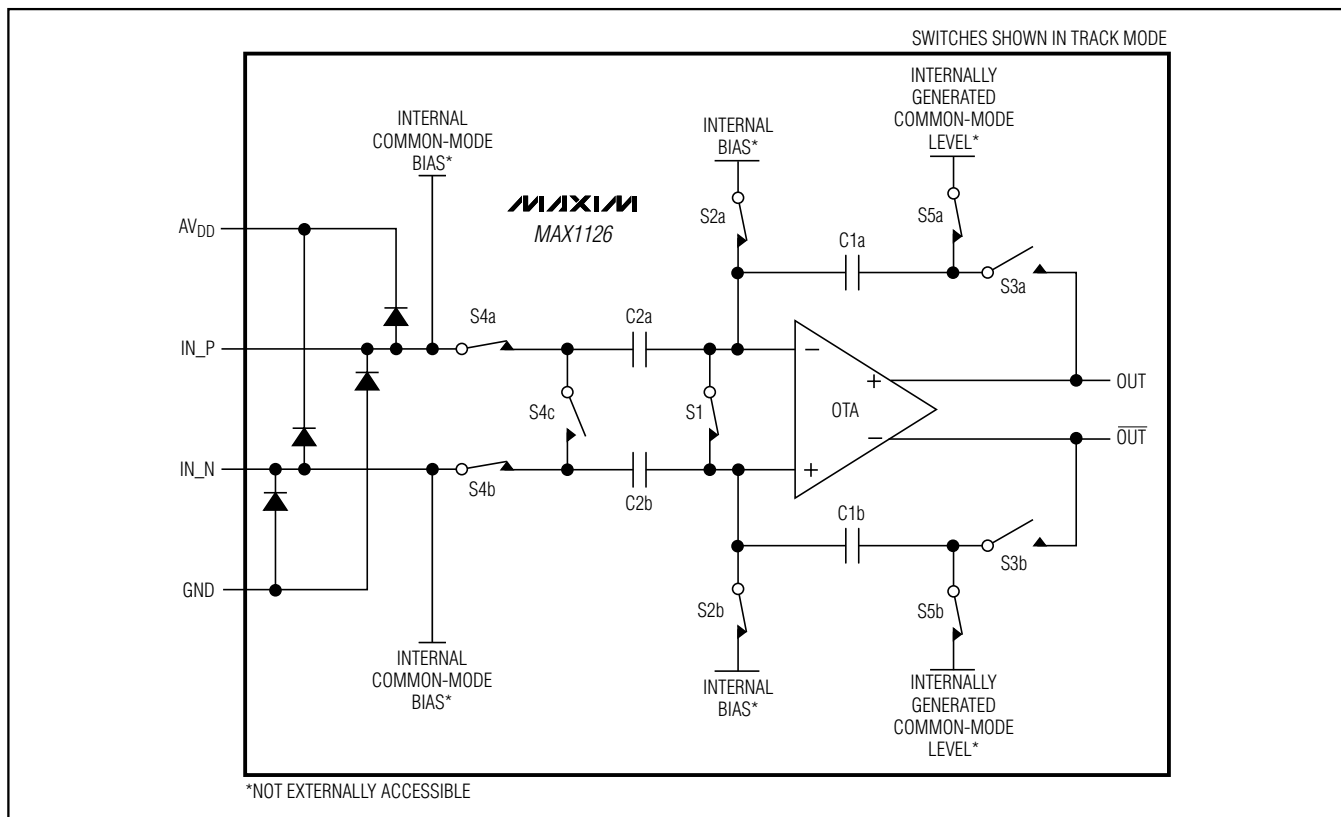 SWITCHES SHOWN IN TRACK MODE
INTERNALLY
GENERATED
COMMON-MODE
LEVEL*
INTERNAL
COMMON-MODE
BIAS*
INTERNAL
BIAS*
MAXIM
MAX1126
S2a
S5a
AVDD
C1a
S3a
S4a
C2a
IN_P
−
+
OUT
S4c
S1
OTA
−
OUT
IN_N
+
S4b
C2b
C1b
S3b
GND
S2b
S5b
INTERNAL
COMMON-MODE
BIAS*
INTERNAL
BIAS*
INTERNALLY
GENERATED
COMMON-MODE
LEVEL*
*NOT EXTERNALLY ACCESSIBLE